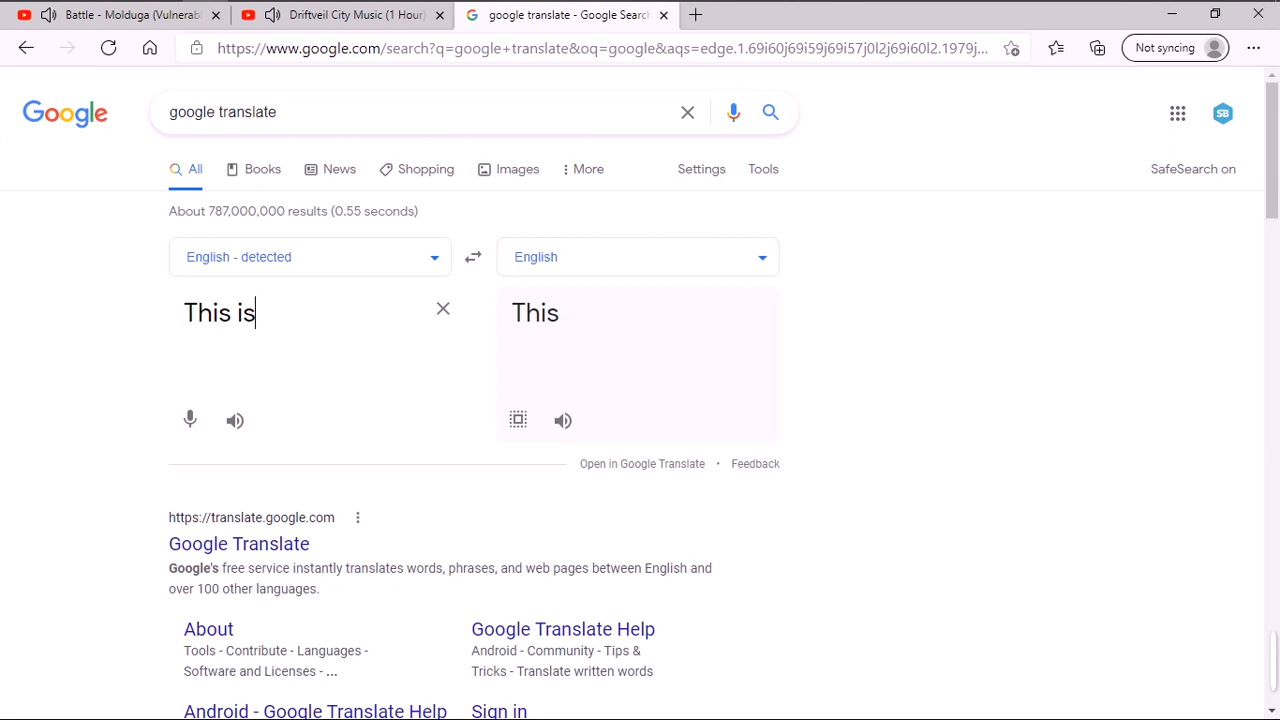 Battle - Molduga (Vulnerabl
Driftveil City Music (1 Hour)
google translate - Google Searc
https://www.google.com/search?q=google+translate&oq=google&aqs=edge.1.69i60j69i59j69i57j0l2j69i60l2.1979j...
Not syncing
Google
google translate
SB
All
Books
News
Shopping
Images
More
Settings
Tools
SafeSearch on
About 787,000,000 results (0.55 seconds)
English - detected
English
This is
This
Open in Google Translate • Feedback
https://translate.google.com
Google Translate
Google's free service instantly translates words, phrases, and web pages between English and
over 100 other languages.
About
Tools - Contribute - Languages -
Software and Licenses - ...
Google Translate Help
Android - Community - Tips &
Tricks - Translate written words
Android - Google Translate Help
Sign in